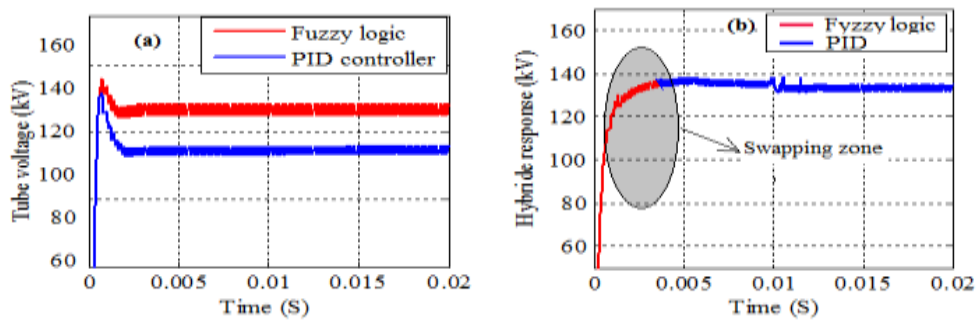 (a)
Fuzzy logic
PID controller
Tube voltage (kV)
160
140
120
110
100
80
60
0
0.005
0.01
0.015
0.02
Time (S)
(b)
Fyzzy logic
PID
Hybride response (kV)
160
140
120
100
80
60
Swapping zone
0
0.005
0.01
0.015
0.02
Time (S)